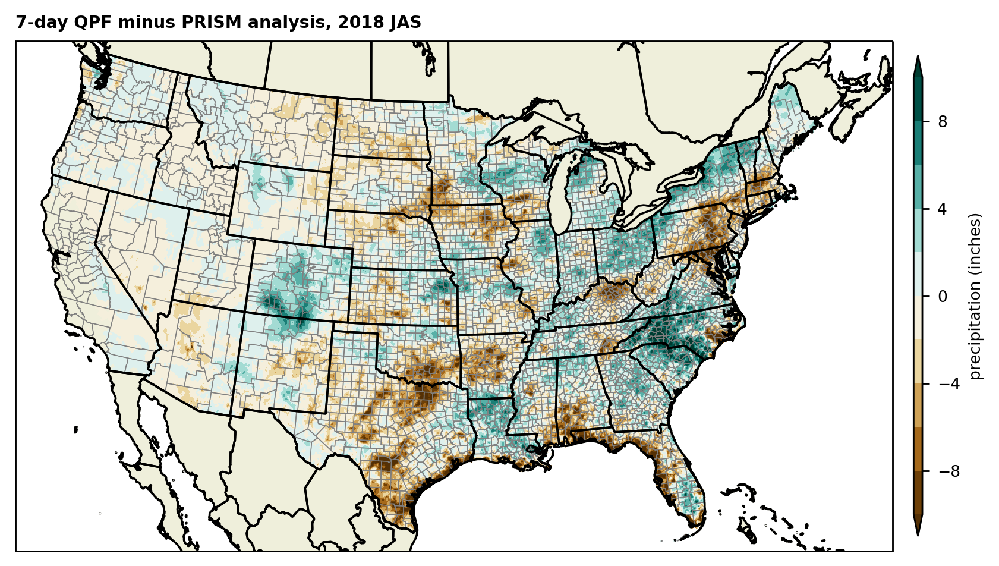 7-day QPF minus PRISM analysis, 2018 JAS
8
4
0
−4
−8
precipitation (inches)